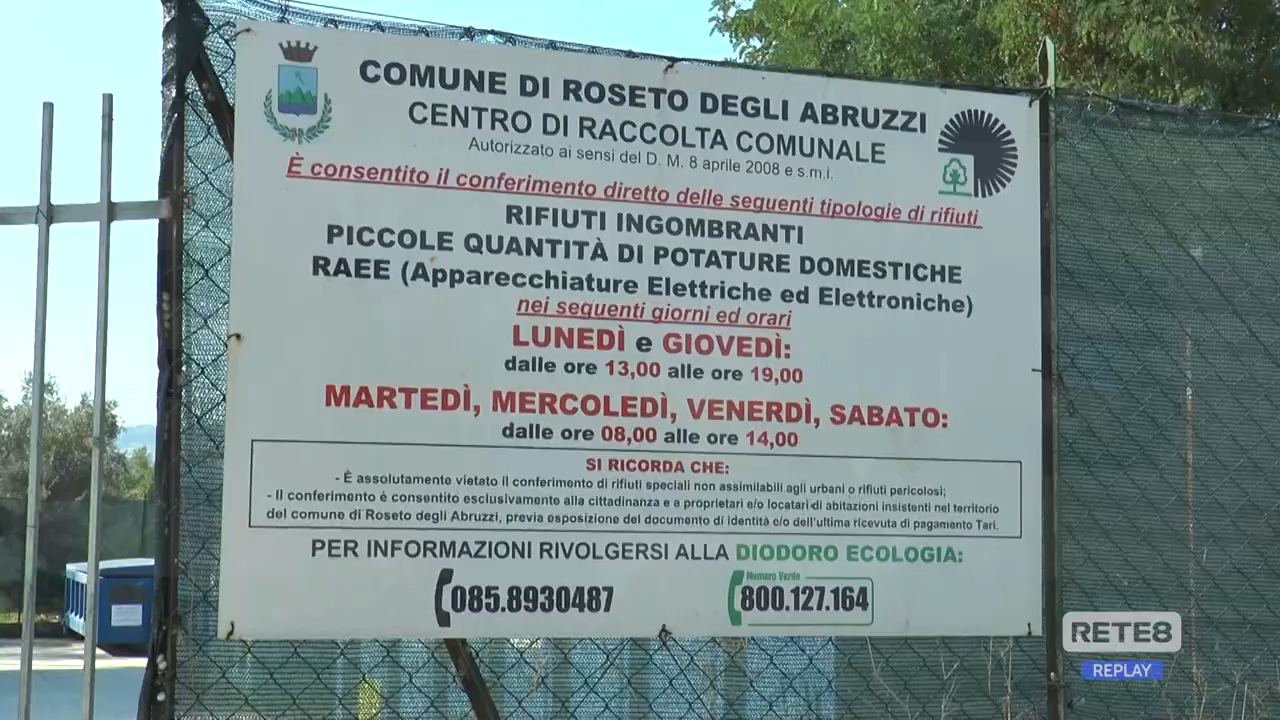 COMUNE DI ROSETO DEGLI ABRUZZI
CENTRO DI RACCOLTA COMUNALE
Autorizzato ai sensi del D. M. 8 aprile 2008 e s.m.i.
È consentito il conferimento diretto delle seguenti tipologie di rifiuti
RIFIUTI INGOMBRANTI
PICCOLE QUANTITÀ DI POTATURE DOMESTICHE
RAEE (Apparecchiature Elettriche ed Elettroniche)
nei seguenti giorni ed orari
LUNEDÌ e GIOVEDÌ:
dalle ore 13,00 alle ore 19,00
MARTEDÌ, MERCOLEDÌ, VENERDÌ, SABATO:
dalle ore 08,00 alle ore 14,00
SI RICORDA CHE:
- È assolutamente vietato il conferimento di rifiuti speciali non assimilabili agli urbani o rifiuti pericolosi;
- Il conferimento è consentito esclusivamente alla cittadinanza e a proprietari e/o locatari di abitazioni insistenti nel territorio
del comune di Roseto degli Abruzzi, previa esposizione del documento di identità e/o dell'ultima ricevuta di pagamento Tari.
PER INFORMAZIONI RIVOLGERSI ALLA DIODORO ECOLOGIA:
085.8930487
Numero Verde
800.127.164
RETE8
REPLAY